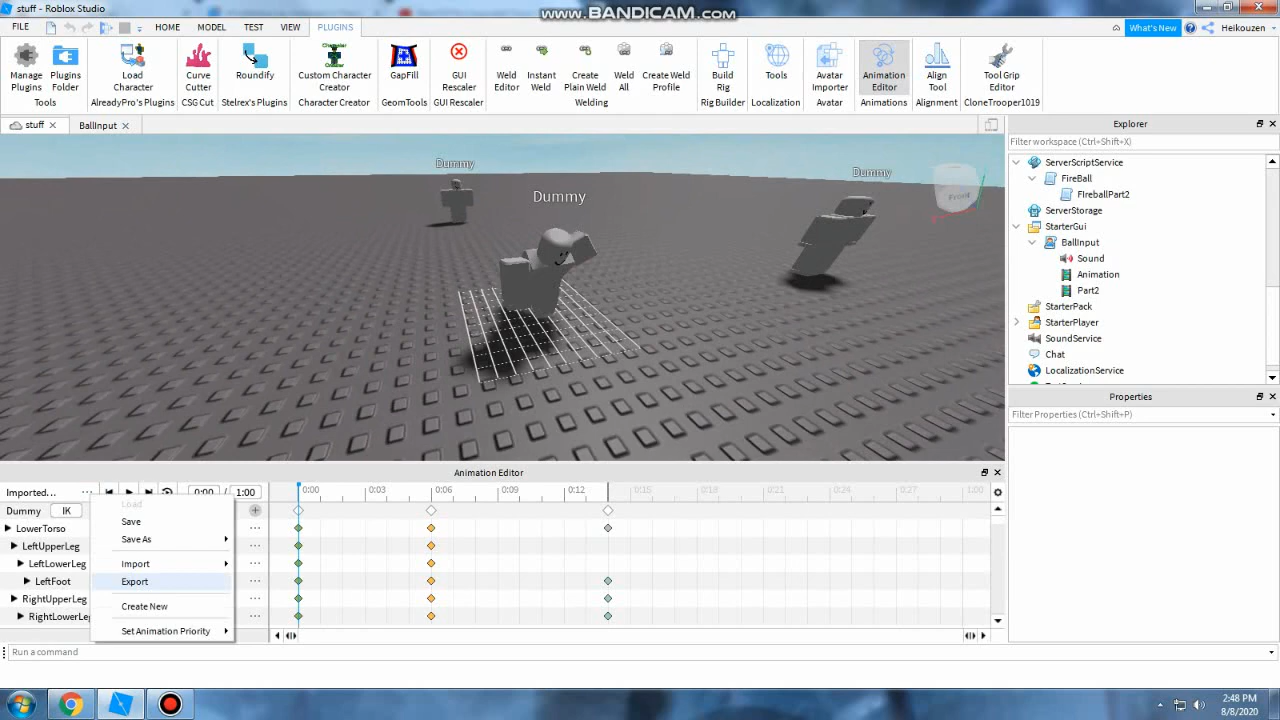 stuff - Roblox Studio
www.BANDICAM.com
FILE HOME MODEL TEST VIEW PLUGINS What's New Heikouzen
Manage Plugins
Plugins Folder
Tools
Load Character
AlreadyPro's Plugins
Curve Cutter
CSG Cut
Roundify
Stelrex's Plugins
Custom Character Creator
Character Creator
GapFill
GeomTools
GUI Rescaler
GUI Rescaler
Weld Editor
Instant Weld
Create Plain Weld
Weld All
Create Weld Profile
Welding
Build Rig
Rig Builder
Tools
Localization
Avatar Importer
Avatar
Animation Editor
Animations
Align Tool
Alignment
Tool Grip Editor
CloneTrooper1019
stuff
BallInput
Dummy
Dummy
Dummy
Front
Explorer
Filter workspace (Ctrl+Shift+X)
ServerScriptService
FireBall
FIreballPart2
ServerStorage
StarterGui
BallInput
Sound
Animation
Part2
StarterPack
StarterPlayer
SoundService
Chat
LocalizationService
Properties
Filter Properties (Ctrl+Shift+P)
Animation Editor
Imported... 0:00 / 1:00
0:00 0:03 0:06 0:09 0:12 0:15 0:18 0:21 0:24 0:27 1:00
Dummy IK
LowerTorso
LeftUpperLeg
LeftLowerLeg
LeftFoot
RightUpperLeg
RightLowerLeg
Load
Save
Save As
Import
Export
Create New
Set Animation Priority
Run a command
2:48 PM
8/8/2020